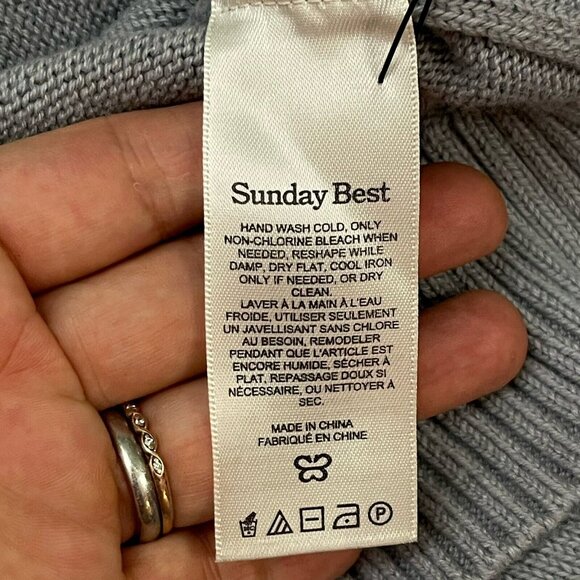 Sunday Best
HAND WASH COLD, ONLY
NON-CHLORINE BLEACH WHEN
NEEDED, RESHAPE WHILE
DAMP, DRY FLAT, COOL IRON
ONLY IF NEEDED, OR DRY
CLEAN.
LAVER À LA MAIN À L'EAU
FROIDE, UTILISER SEULEMENT
UN JAVELLISANT SANS CHLORE
AU BESOIN, REMODELER
PENDANT QUE L'ARTICLE EST
ENCORE HUMIDE, SÉCHER À
PLAT, REPASSAGE DOUX SI
NÉCESSAIRE, OU NETTOYER À
SEC.
MADE IN CHINA
FABRIQUÉ EN CHINE
P